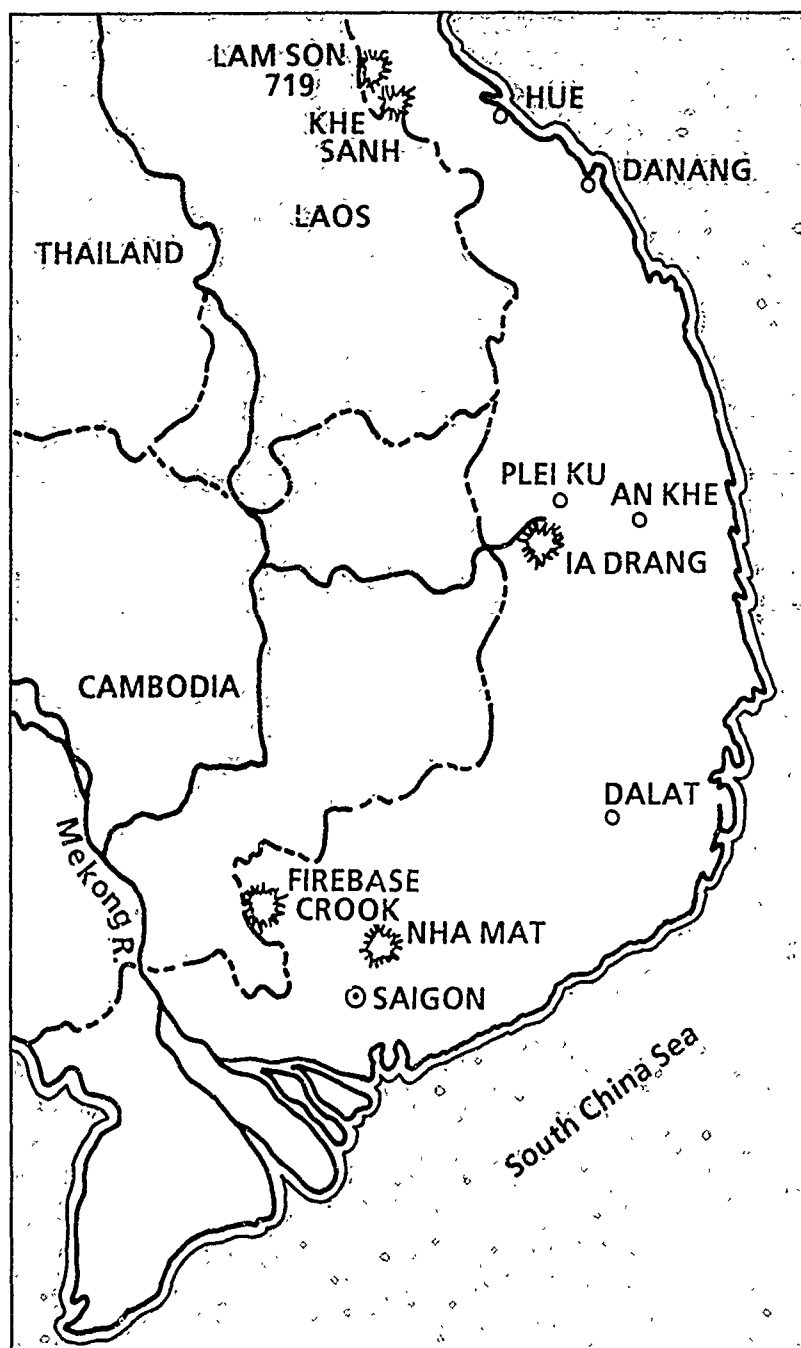 LAM SON
719
HUE
KHE
SANH
DANANG
LAOS
THAILAND
PLEI KU
AN KHE
IA DRANG
CAMBODIA
DALAT
Mekong R.
FIREBASE
CROOK
NHA MAT
SAIGON
South China Sea